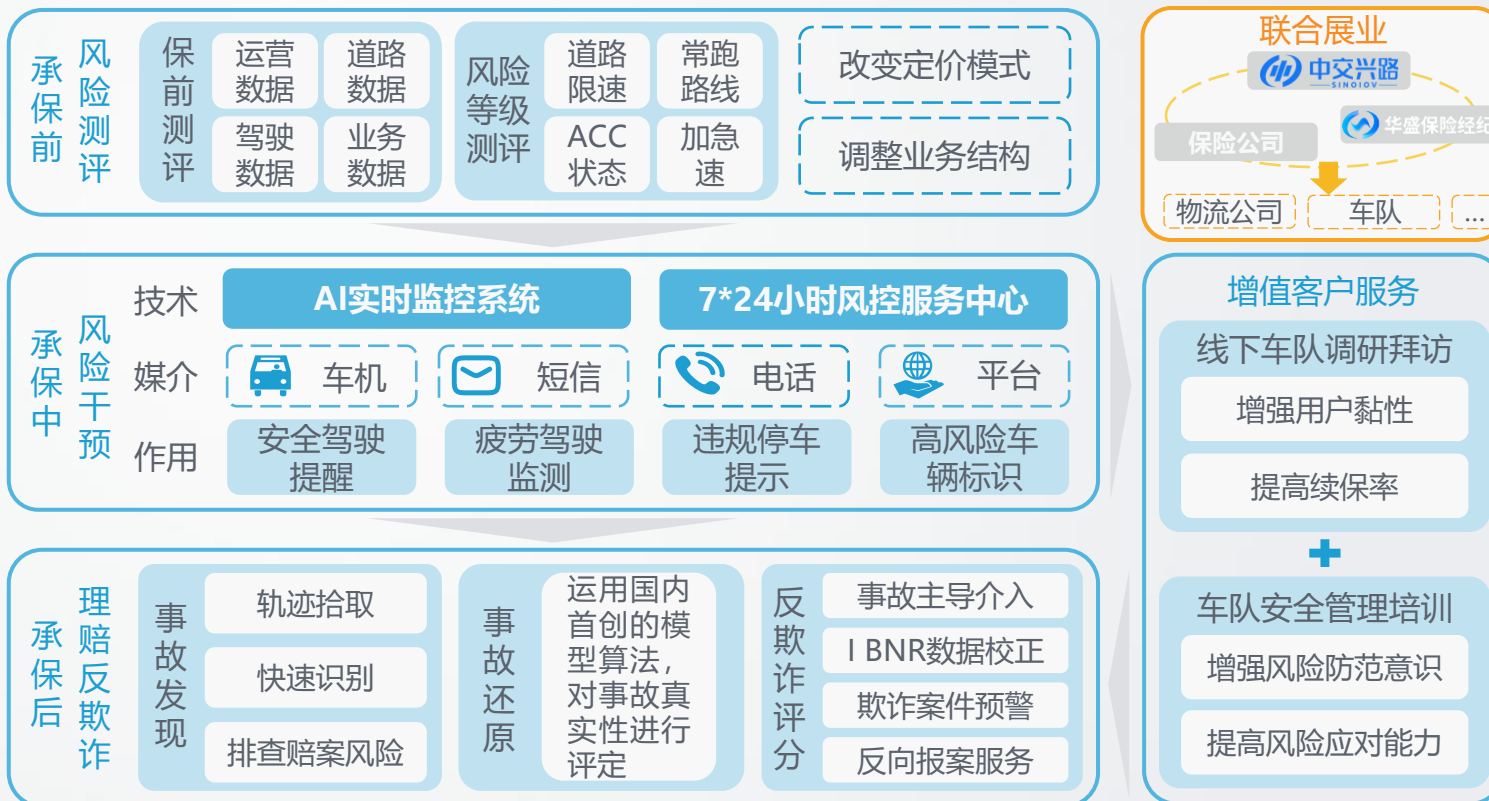 承保前
风险测评
保前测评
运营
数据
道路
数据
驾驶
数据
业务
数据
风险
等级
测评
道路
限速
常跑
路线
ACC
状态
加急
速
改变定价模式
调整业务结构
联合展业
中交兴路
SINOIOV
保险公司
华盛保险经纪
物流公司
车队
...
承保中
风险干预
技术
AI实时监控系统
7*24小时风控服务中心
媒介
车机
短信
电话
平台
作用
安全驾驶
提醒
疲劳驾驶
监测
违规停车
提示
高风险车
辆标识
增值客户服务
线下车队调研拜访
增强用户黏性
提高续保率
车队安全管理培训
增强风险防范意识
提高风险应对能力
承保后
理赔反欺诈
事故发现
轨迹拾取
快速识别
排查赔案风险
事故还原
运用国内
首创的模
型算法，
对事故真
实性进行
评定
反欺诈评分
事故主导介入
I BNR数据校正
欺诈案件预警
反向报案服务